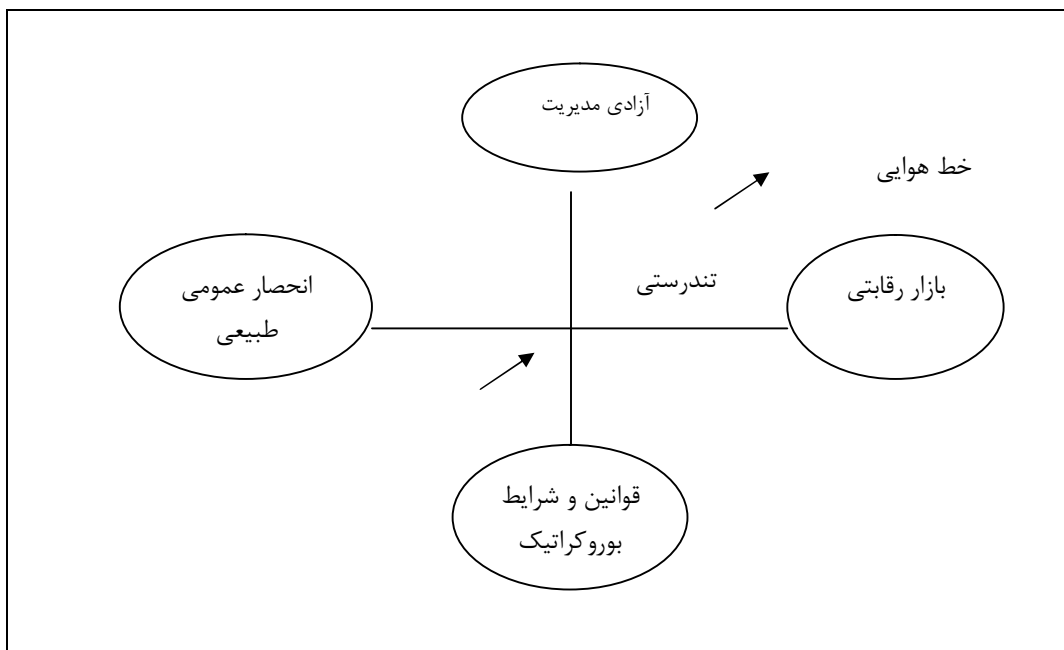 آزادی مدیریت
خط هوایی
انحصار عمومی
طبیعی
تندرستی
بازار رقابتی
قوانین و شرایط
بوروکراتیک